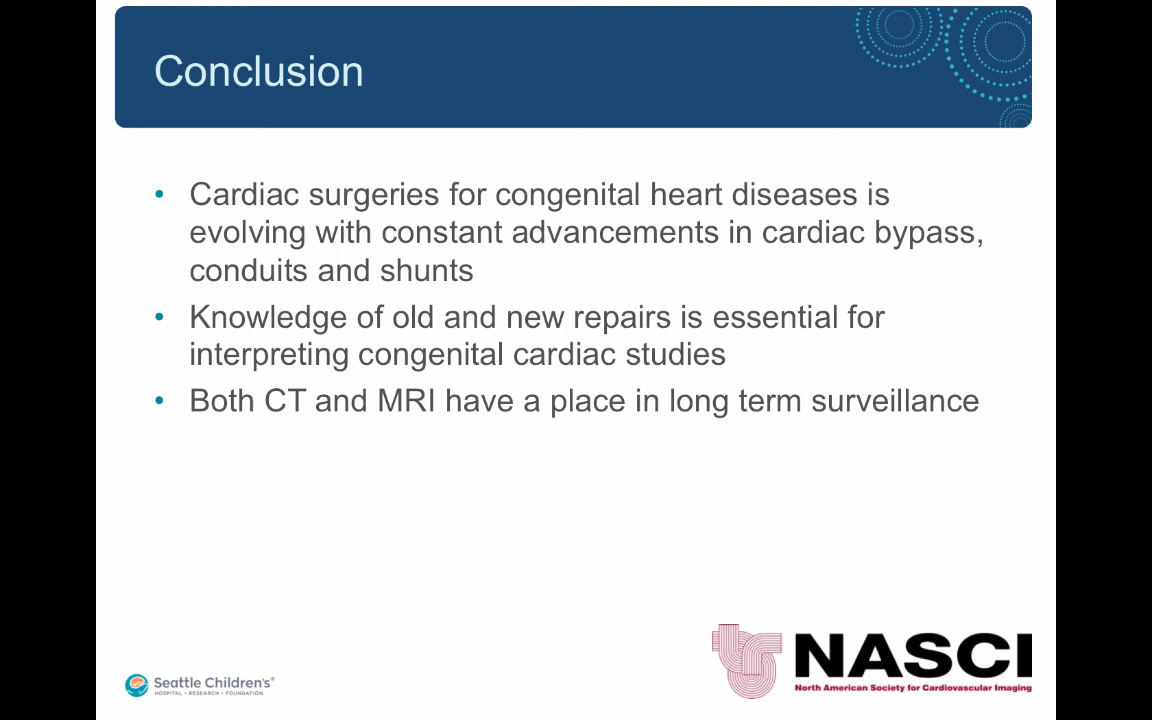 Conclusion
• Cardiac surgeries for congenital heart diseases is
evolving with constant advancements in cardiac bypass,
conduits and shunts
• Knowledge of old and new repairs is essential for
interpreting congenital cardiac studies
• Both CT and MRI have a place in long term surveillance
Seattle Children's®
HOSPITAL • RESEARCH • FOUNDATION
NASCI
North American Society for Cardiovascular Imaging